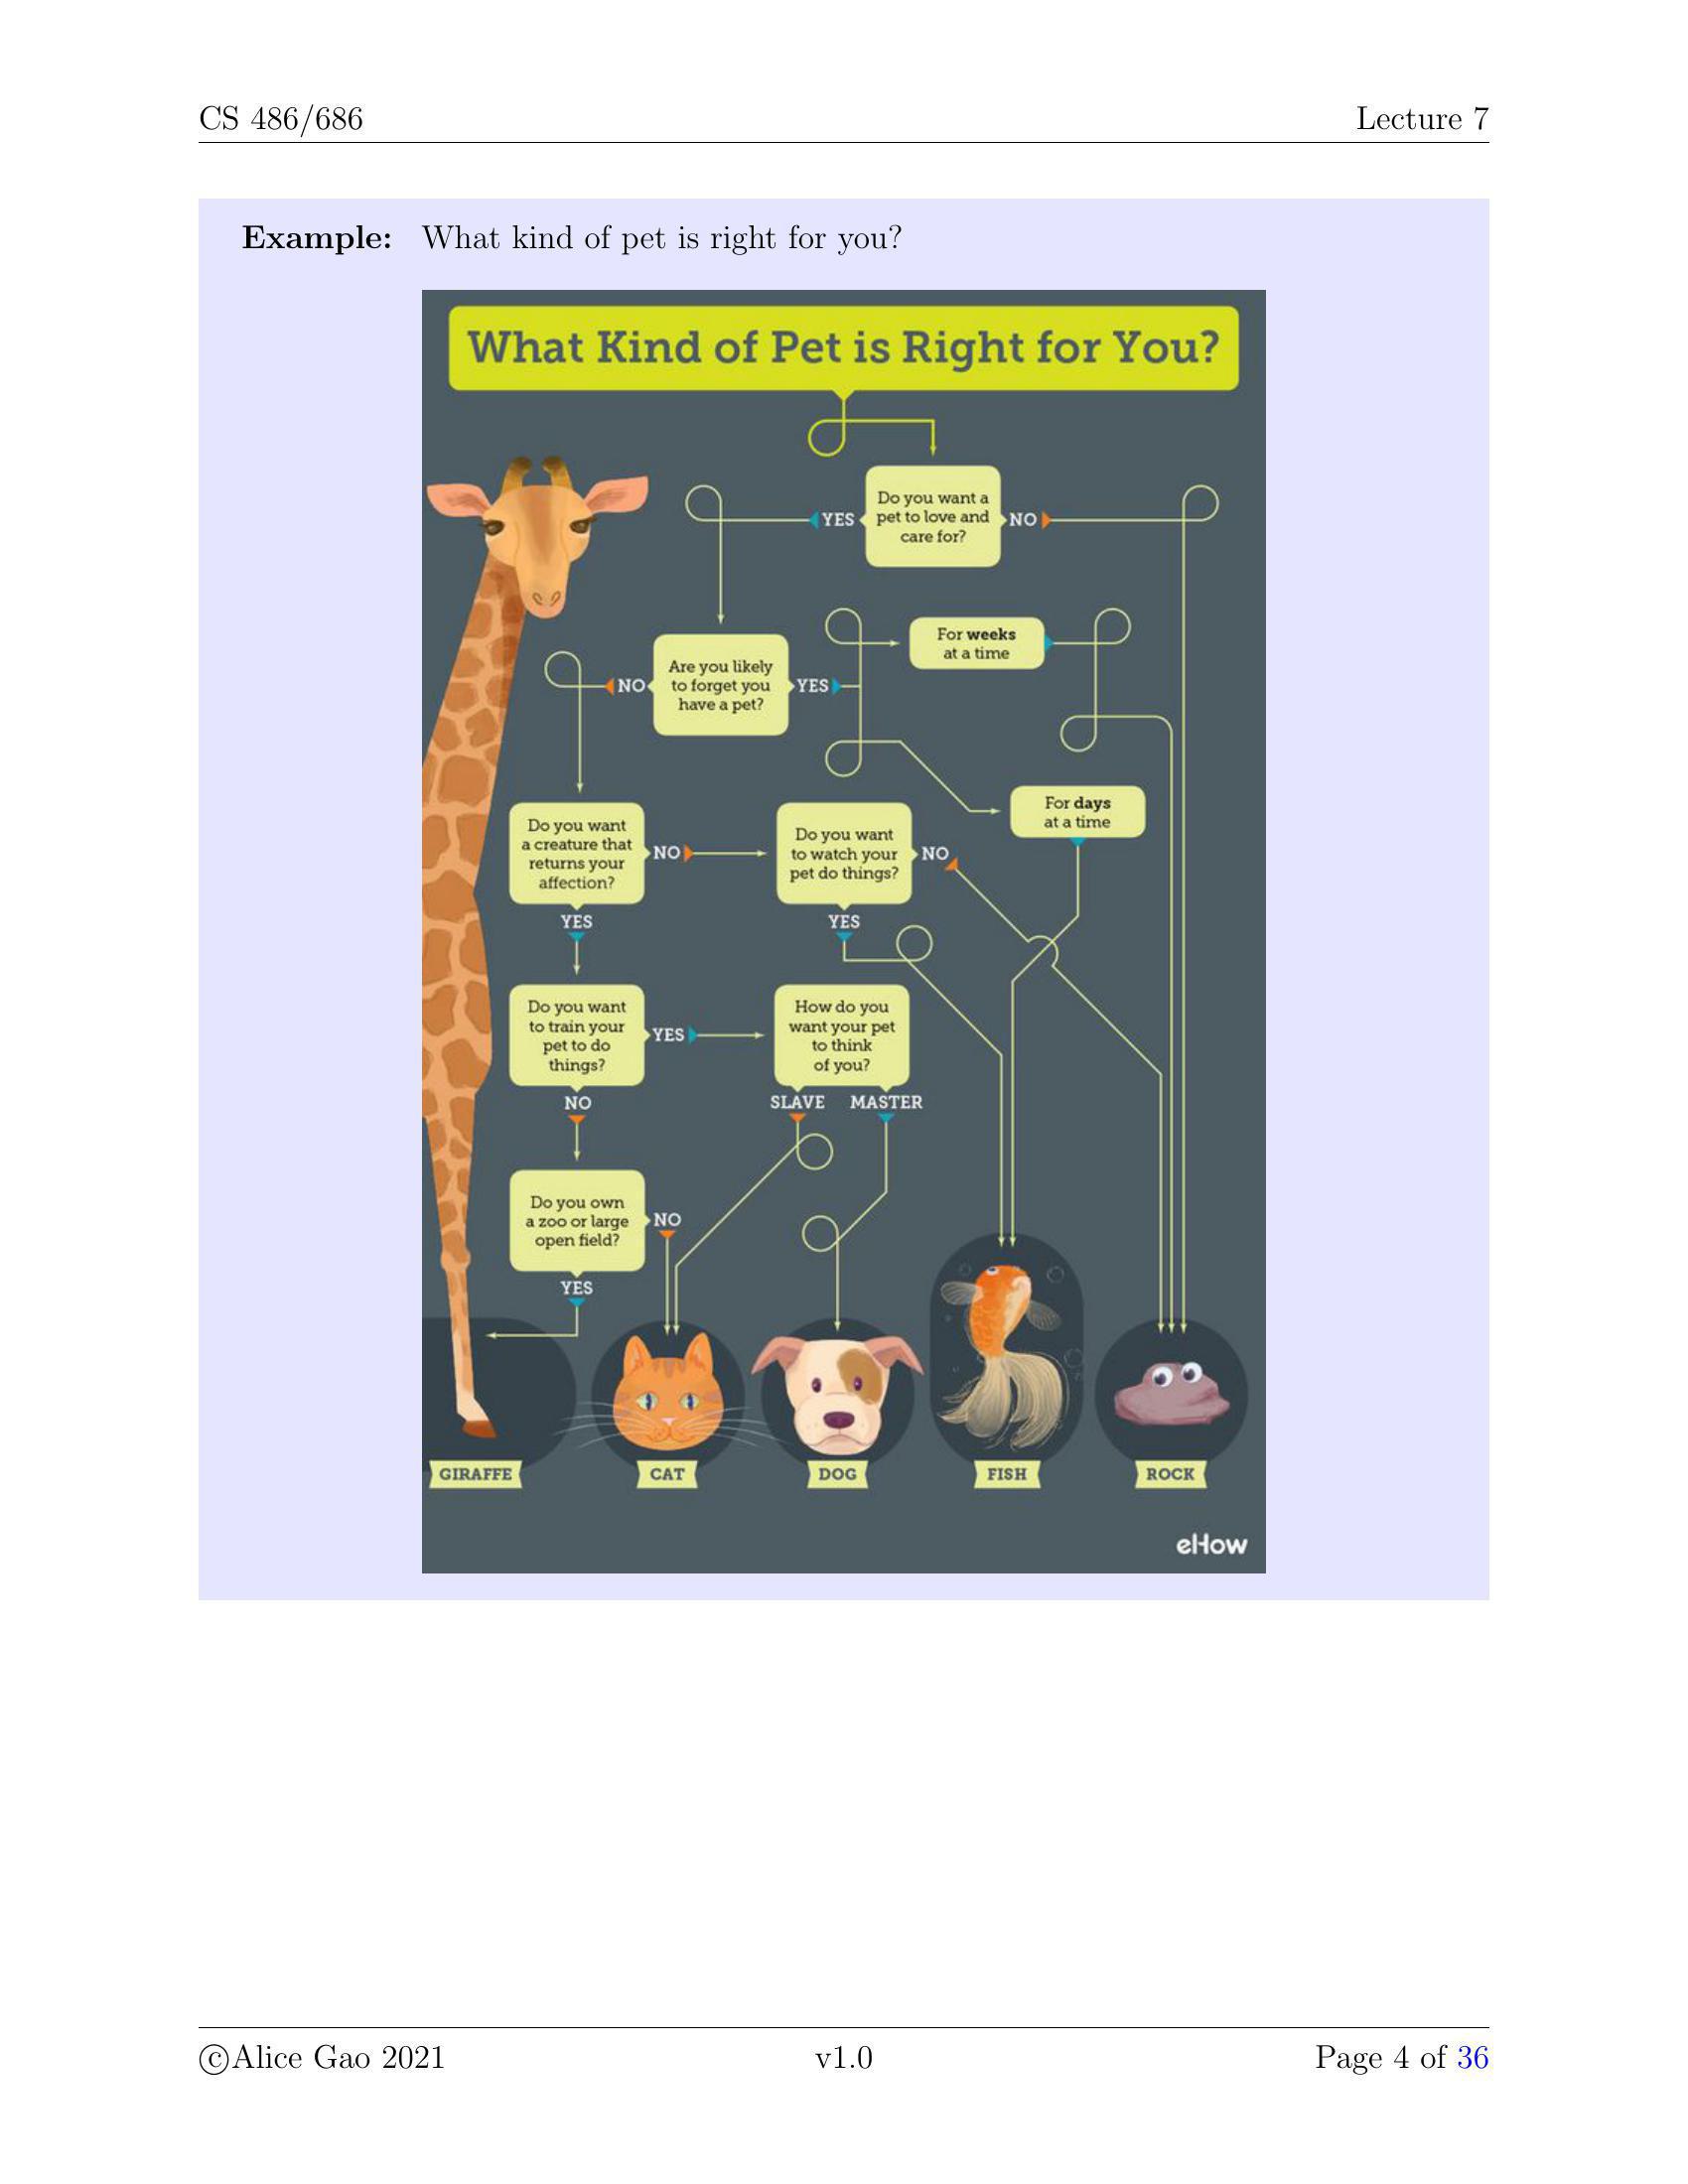 CS 486/686
Lecture 7
Example: What kind of pet is right for you?
What Kind of Pet is Right for You?
Do you want a
pet to love and
care for?
YES
NO
For weeks
at a time
Are you likely
to forget you
have a pet?
NO
YES
For days
at a time
Do you want
a creature that
returns your
affection?
NO
YES
Do you want
to watch your
pet do things?
NO
YES
Do you want
to train your
pet to do
things?
YES
NO
How do you
want your pet
to think
of you?
SLAVE
MASTER
Do you own
a zoo or large
open field?
NO
YES
GIRAFFE
CAT
DOG
FISH
ROCK
eHow
©Alice Gao 2021
v1.0
Page 4 of 36